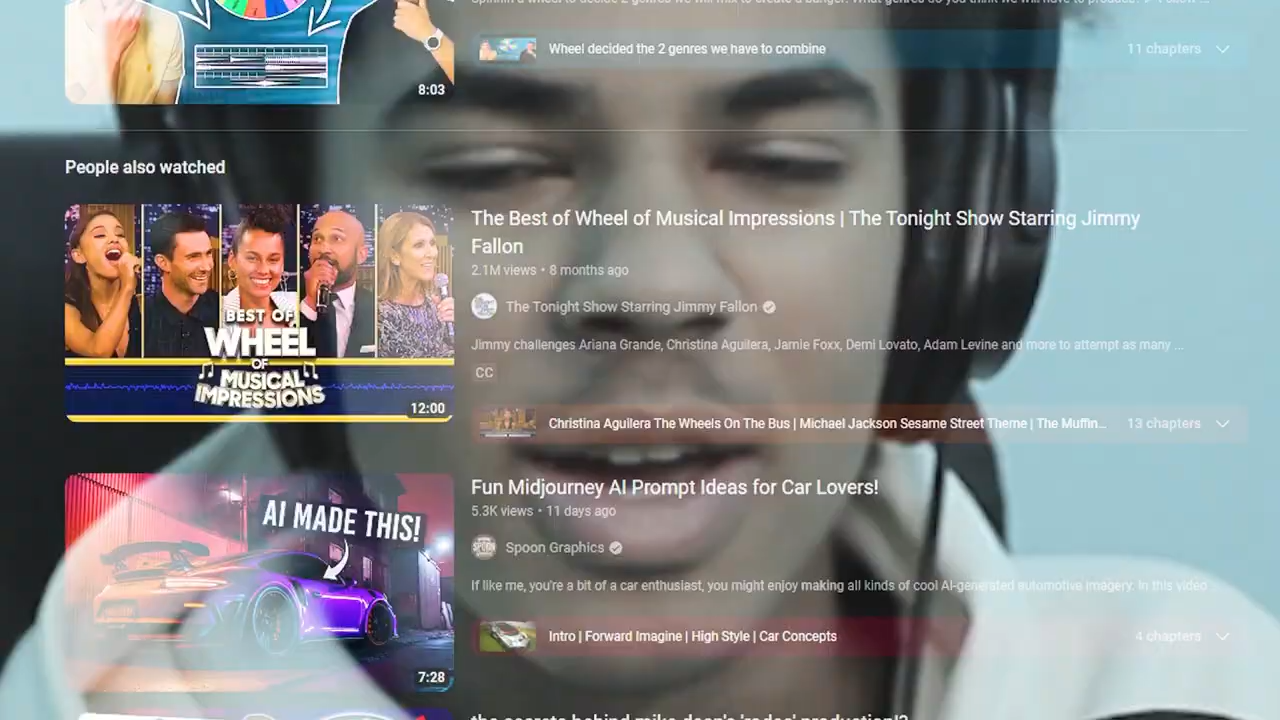 Wheel decided the 2 genres we have to combine
11 chapters
8:03
People also watched
The Best of Wheel of Musical Impressions | The Tonight Show Starring Jimmy
Fallon
2.1M views • 8 months ago
The Tonight Show Starring Jimmy Fallon
Jimmy challenges Ariana Grande, Christina Aguilera, Jamie Foxx, Demi Lovato, Adam Levine and more to attempt as many ...
CC
BEST OF
WHEEL
OF
MUSICAL
IMPRESSIONS
12:00
Christina Aguilera The Wheels On The Bus | Michael Jackson Sesame Street Theme | The Muffin...
13 chapters
Fun Midjourney AI Prompt Ideas for Car Lovers!
5.3K views • 11 days ago
AI MADE THIS!
Spoon Graphics
If like me, you're a bit of a car enthusiast, you might enjoy making all kinds of cool AI-generated automotive imagery. In this video ...
Intro | Forward Imagine | High Style | Car Concepts
4 chapters
7:28